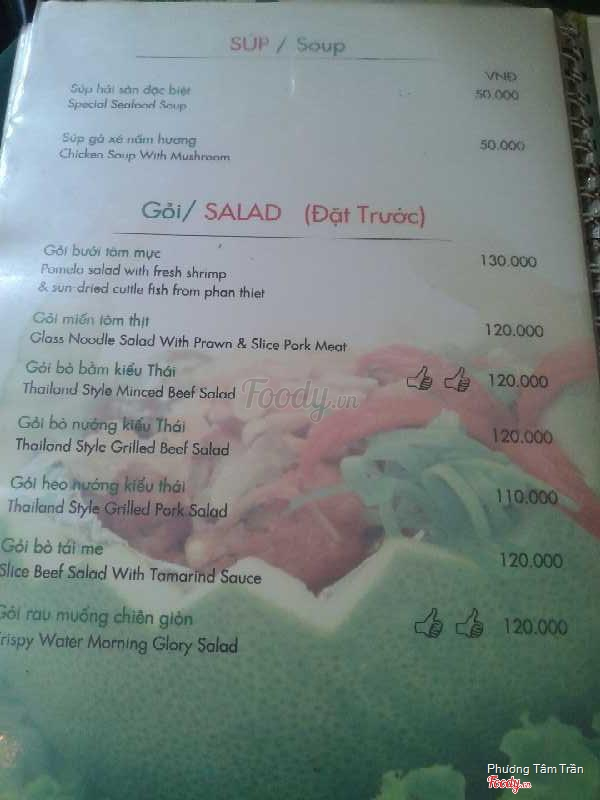 SÚP / Soup
VNĐ
Súp hải sản đặc biệt 50.000
Special Seafood Soup
Súp gà xé nấm hương 50.000
Chicken Soup With Mushroom
Gỏi/ SALAD (Đặt Trước)
Gỏi bưởi tôm mực 130.000
Pomelo salad with fresh shrimp
& sun dried cuttle fish from phan thiet
Gỏi miến tôm thịt 120.000
Glass Noodle Salad With Prawn & Slice Pork Meat
Gỏi bò bằm kiểu Thái 120.000
Thailand Style Minced Beef Salad
Foody.vn
Gỏi bò nướng kiểu Thái 120.000
Thailand Style Grilled Beef Salad
Gỏi heo nướng kiểu thái 110.000
Thailand Style Grilled Pork Salad
Gỏi bò tái me 120.000
Slice Beef Salad With Tamarind Sauce
Gỏi rau muống chiên giòn 120.000
rispy Water Morning Glory Salad
Phương Tâm Trần
Foody.vn